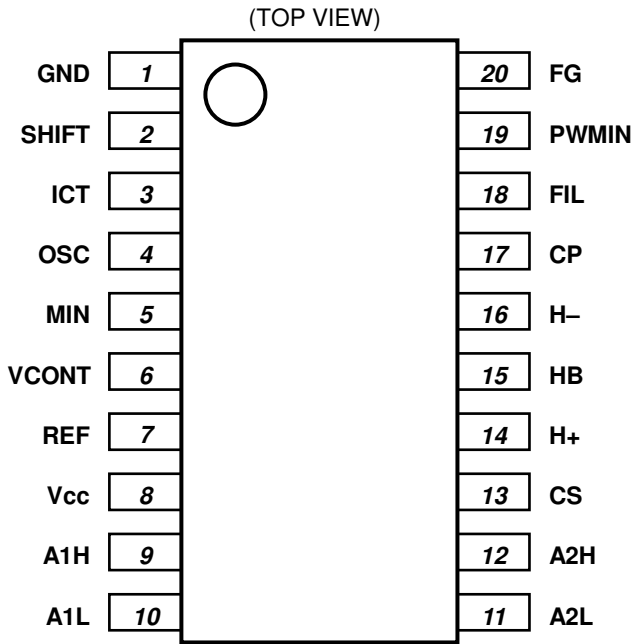 (TOP VIEW)
GND 1 20 FG
SHIFT 2 19 PWMIN
ICT 3 18 FIL
OSC 4 17 CP
MIN 5 16 H–
VCONT 6 15 HB
REF 7 14 H+
Vcc 8 13 CS
A1H 9 12 A2H
A1L 10 11 A2L